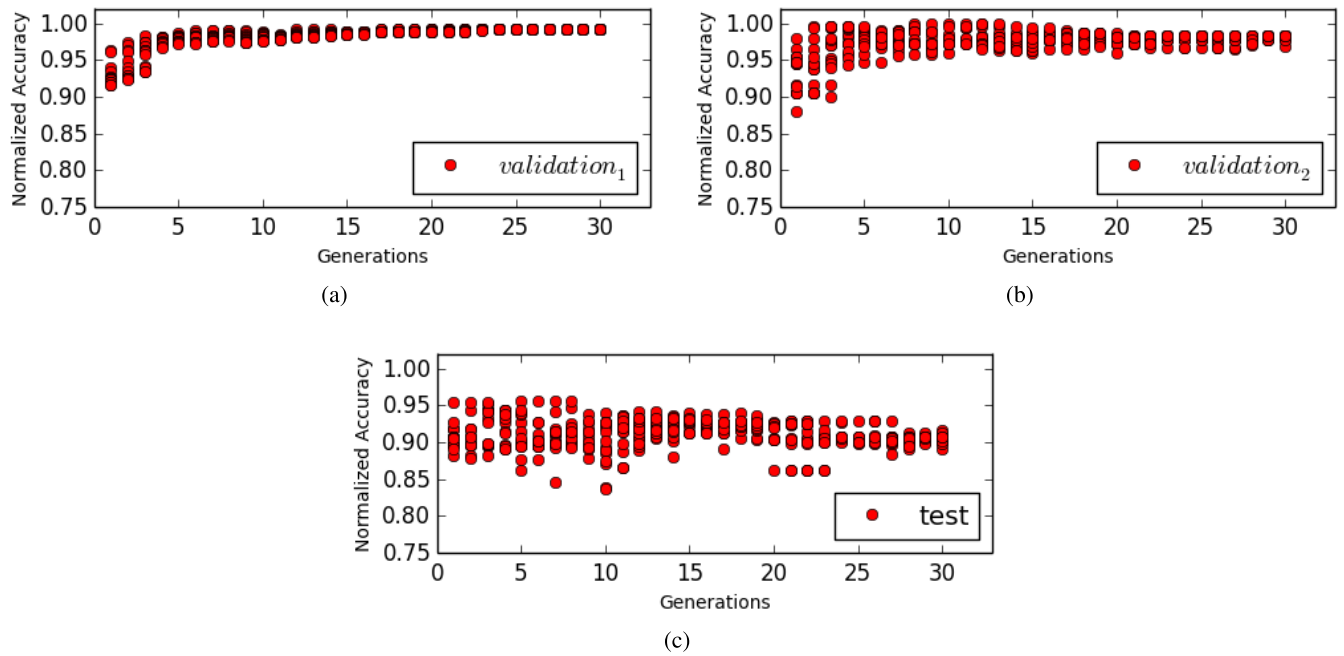 Normalized Accuracy
1.00
0.95
0.90
0.85
0.80
0.75
validation1
0 5 10 15 20 25 30
Generations
(a)
Normalized Accuracy
1.00
0.95
0.90
0.85
0.80
0.75
validation2
0 5 10 15 20 25 30
Generations
(b)
Normalized Accuracy
1.00
0.95
0.90
0.85
0.80
0.75
test
0 5 10 15 20 25 30
Generations
(c)